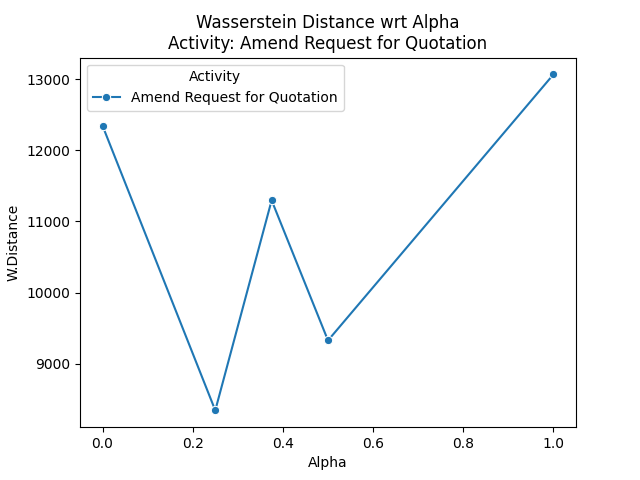 Wasserstein Distance wrt Alpha
Activity: Amend Request for Quotation
Activity
Amend Request for Quotation
13000
12000
11000
10000
9000
W.Distance
0.0 0.2 0.4 0.6 0.8 1.0
Alpha